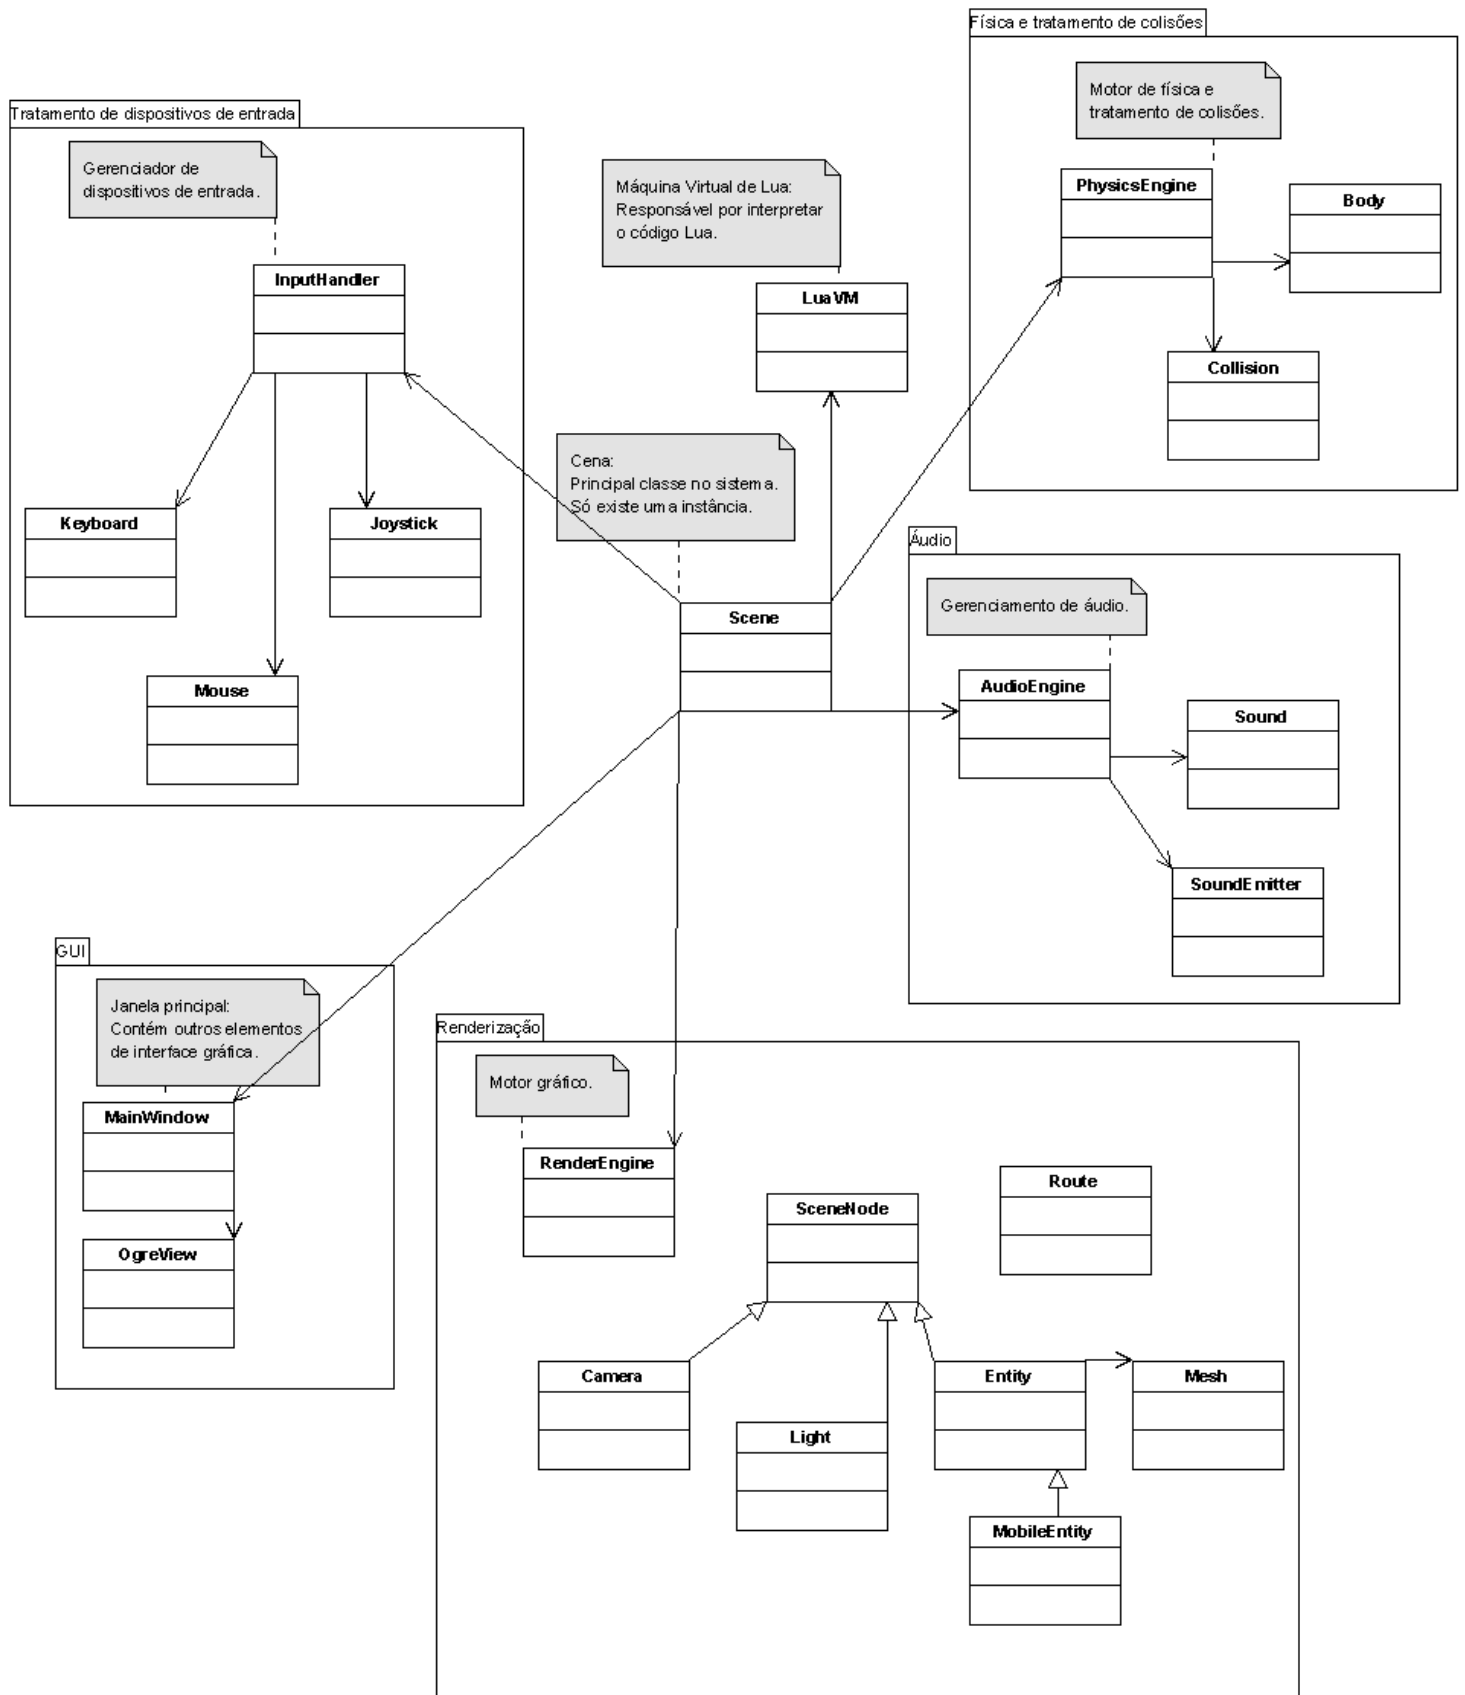 Física e tratamento de colisões
Motor de física e
tratamento de colisões.
PhysicsEngine
Body
Collision
Tratamento de dispositivos de entrada
Gerenciador de
dispositivos de entrada.
InputHandler
Keyboard
Joystick
Mouse
Máquina Virtual de Lua:
Responsável por interpretar
o código Lua.
LuaVM
Cena:
Principal classe no sistema.
Só existe uma instância.
Scene
Áudio
Gerenciamento de áudio.
AudioEngine
Sound
SoundEmitter
GUI
Janela principal:
Contém outros elementos
de interface gráfica.
MainWindow
OgreView
Renderização
Motor gráfico.
RenderEngine
SceneNode
Route
Camera
Light
Entity
Mesh
MobileEntity